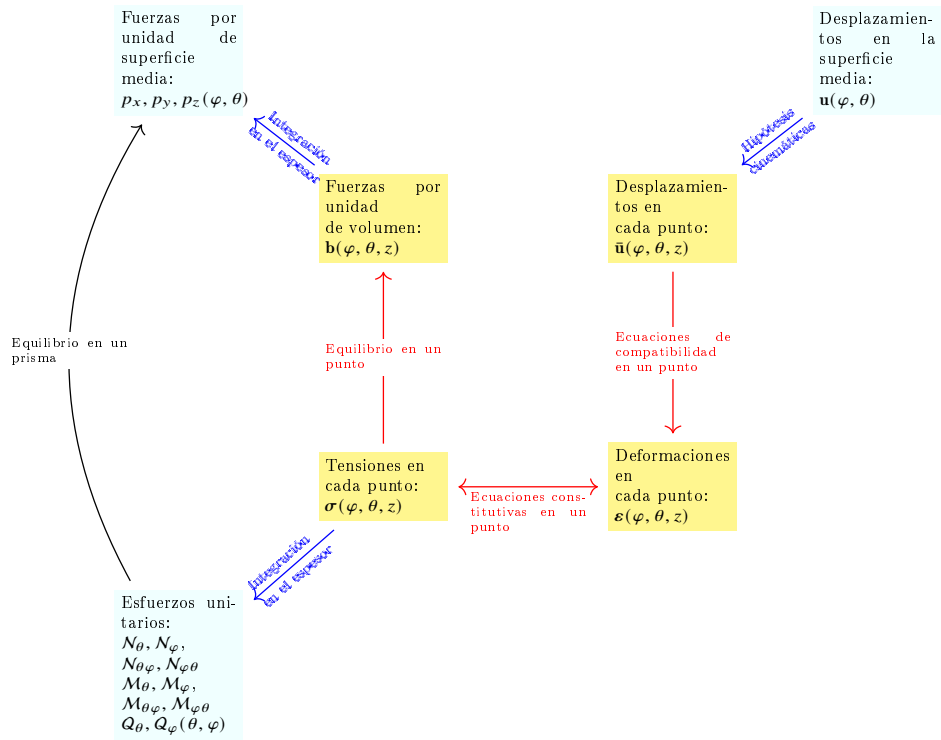 Fuerzas por
unidad de
superficie
media:
p_x, p_y, p_z(φ, θ)
Desplazamien-
tos en la
superficie
media:
u(φ, θ)
Integración
en el espesor
Hipótesis
cinemáticas
Fuerzas por
unidad
de volumen:
b(φ, θ, z)
Desplazamien-
tos en
cada punto:
ū(φ, θ, z)
Equilibrio en un
prisma
Equilibrio en un
punto
Ecuaciones de
compatibilidad
en un punto
Tensiones en
cada punto:
σ(φ, θ, z)
Ecuaciones cons-
titutivas en un
punto
Deformaciones
en
cada punto:
ε(φ, θ, z)
Integración
en el espesor
Esfuerzos uni-
tarios:
N_θ, N_φ,
N_θφ, N_φθ
M_θ, M_φ,
M_θφ, M_φθ
Q_θ, Q_φ(θ, φ)